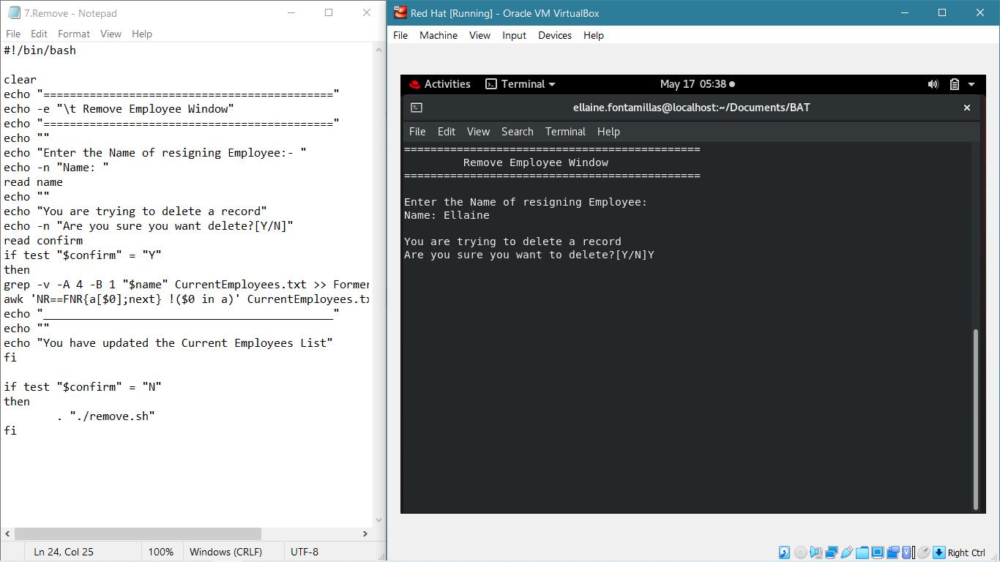 7.Remove - Notepad
File Edit Format View Help
#!/bin/bash
clear
echo "============================================"
echo -e "\t Remove Employee Window"
echo "============================================"
echo ""
echo "Enter the Name of resigning Employee:- "
echo -n "Name: "
read name
echo ""
echo "You are trying to delete a record"
echo -n "Are you sure you want delete?[Y/N]"
read confirm
if test "$confirm" = "Y"
then
grep -v -A 4 -B 1 "$name" CurrentEmployees.txt >> Former
awk 'NR==FNR{a[$0];next} !($0 in a)' CurrentEmployees.tx
echo "____________________________________________"
echo ""
echo "You have updated the Current Employees List"
fi
if test "$confirm" = "N"
then
. "./remove.sh"
fi
Ln 24, Col 25 100% Windows (CRLF) UTF-8
Red Hat [Running] - Oracle VM VirtualBox
File Machine View Input Devices Help
Activities Terminal May 17 05:38
ellaine.fontamillas@localhost:~/Documents/BAT
File Edit View Search Terminal Help
=============================================
Remove Employee Window
=============================================
Enter the Name of resigning Employee:
Name: Ellaine
You are trying to delete a record
Are you sure you want to delete?[Y/N]Y
Right Ctrl